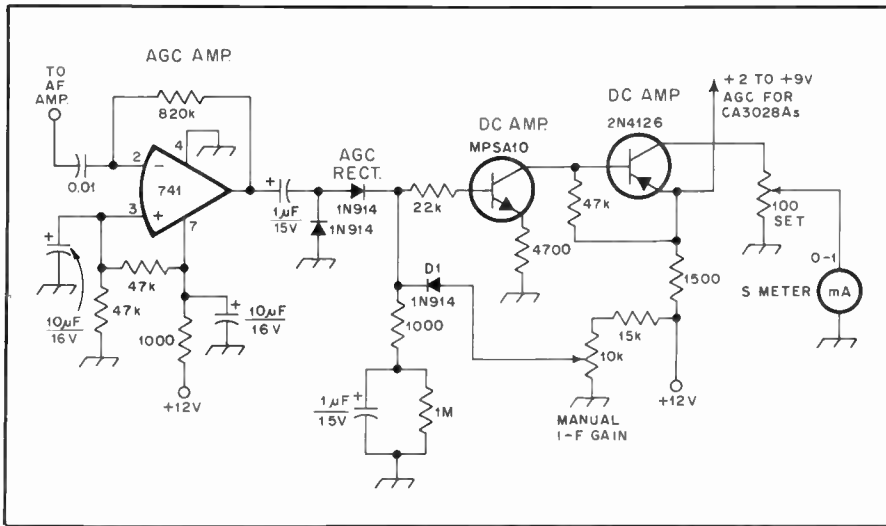 AGC AMP.
TO
AF
AMP.
820k
0.01
2
−
4
741
3
+
7
+
10µF
16V
47k
47k
1000
+
10µF
16V
+12V
+
1µF
15V
AGC
RECT.
1N914
1N914
22k
DC AMP.
MPSA10
4700
D1
1N914
1000
1µF
15V
+
1M
DC AMP.
2N4126
47k
+2 TO +9V
AGC FOR
CA3028As
1500
15k
10k
MANUAL
I-F GAIN
+12V
100
SET
0-1
S METER
mA